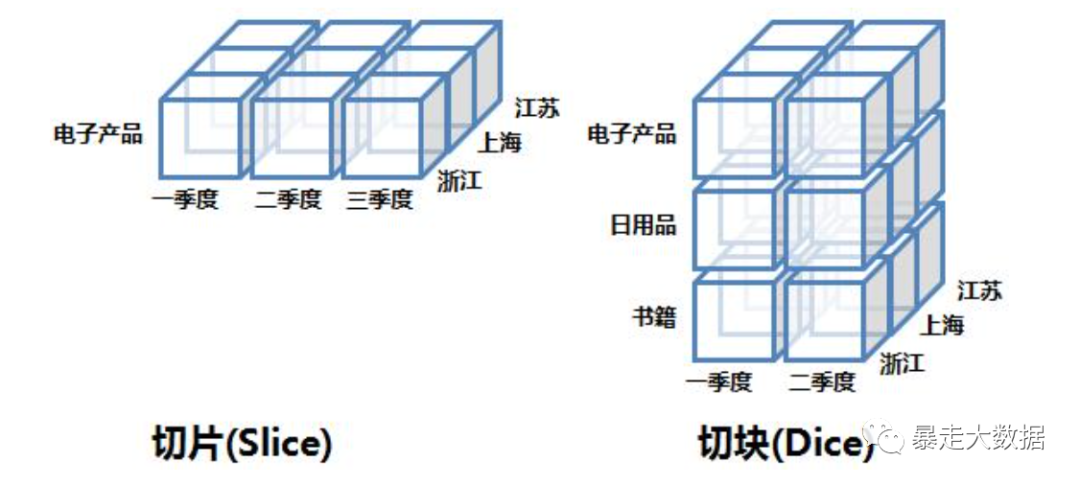 电子产品
江苏
上海
浙江
一季度 二季度 三季度
切片(Slice)
电子产品
日用品
书籍
江苏
上海
浙江
一季度 二季度
切块(Dice)
暴走大数据